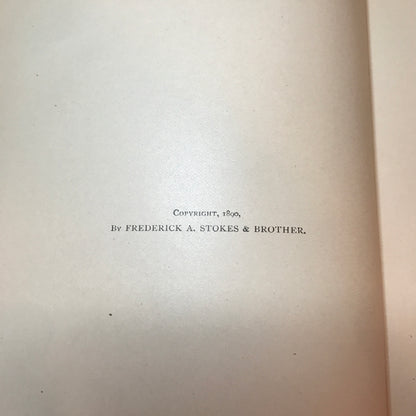 Copyright, 1890,
By FREDERICK A. STOKES & BROTHER.